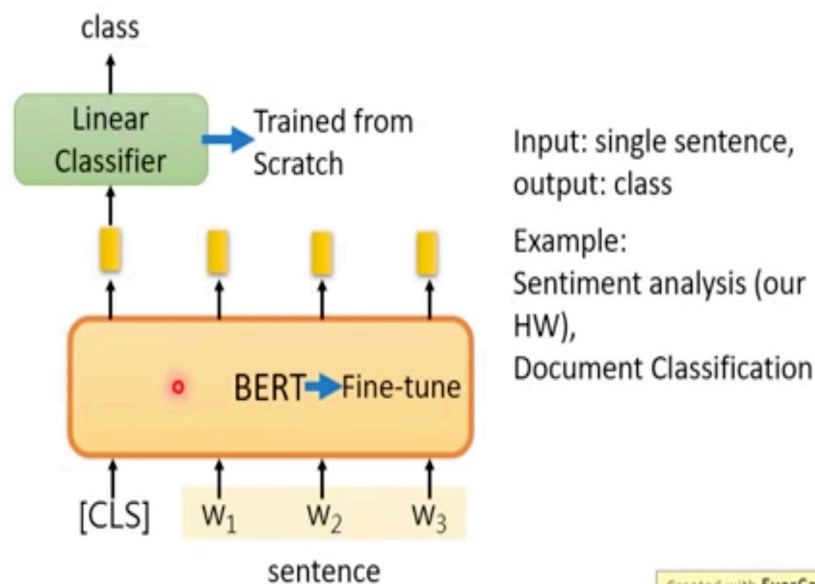 class
Linear
Classifier
Trained from
Scratch
Input: single sentence,
output: class
Example:
Sentiment analysis (our
HW),
Document Classification
BERT
Fine-tune
[CLS]
w₁
w₂
w₃
sentence
Created with